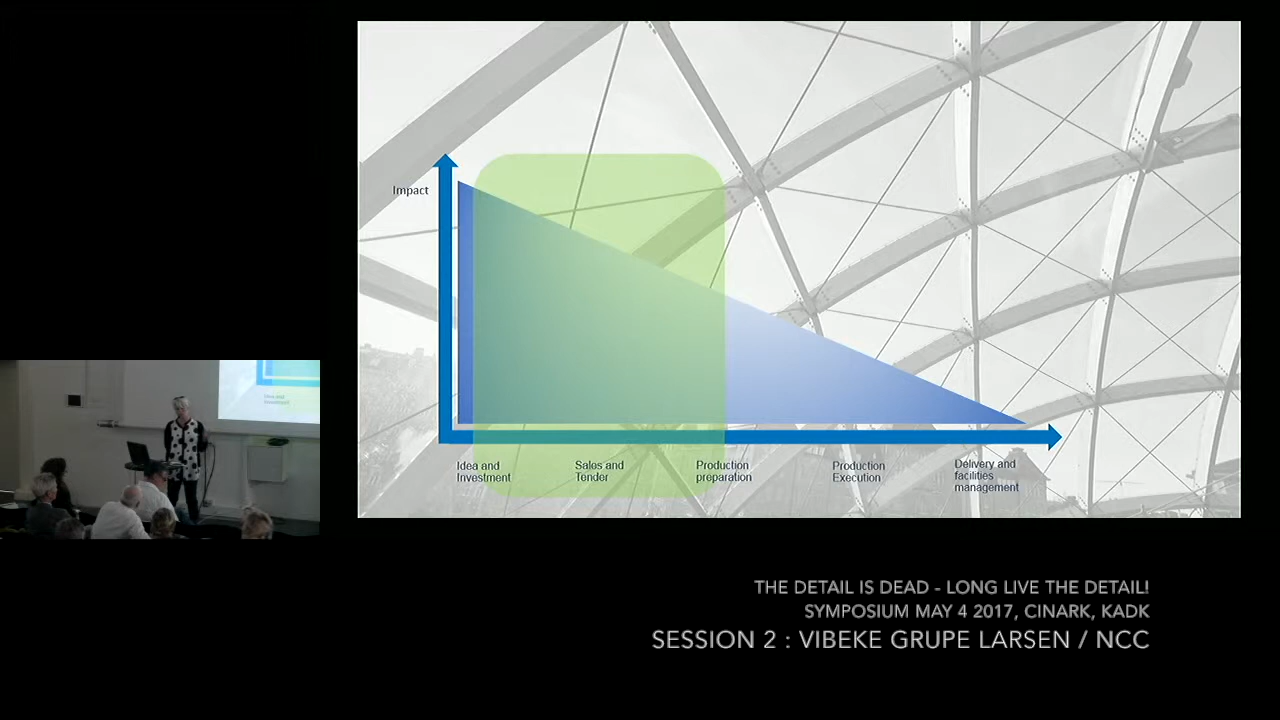 Impact
Idea and
Investment
Sales and
Tender
Production
preparation
Production
Execution
Delivery and
facilities
management
THE DETAIL IS DEAD - LONG LIVE THE DETAIL!
SYMPOSIUM MAY 4 2017, CINARK, KADK
SESSION 2 : VIBEKE GRUPE LARSEN / NCC